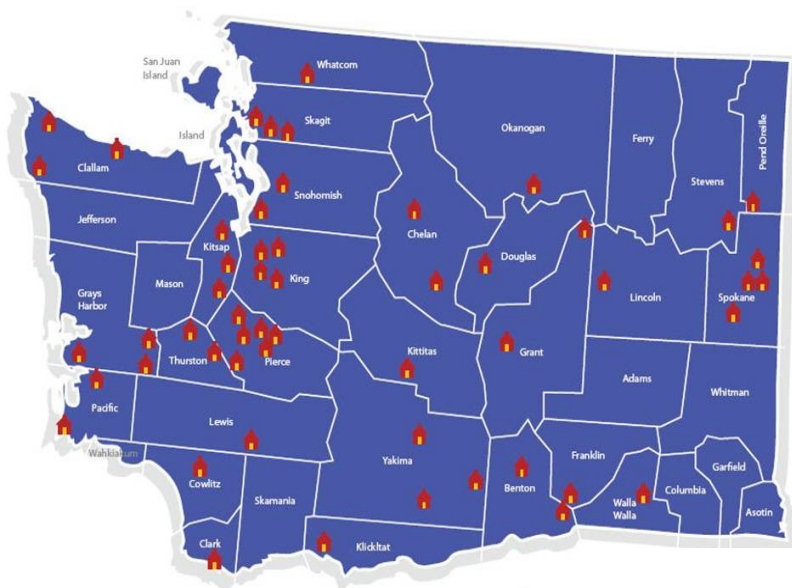 San Juan
Island
Whatcom
Island
Skagit
Okanogan
Ferry
Stevens
Pend Oreille
Clallam
Snohomish
Jefferson
Kitsap
Chelan
Douglas
Mason
King
Lincoln
Spokane
Grays
Harbor
Thurston
Pierce
Kittitas
Grant
Adams
Whitman
Pacific
Lewis
Wahkiakum
Yakima
Cowlitz
Skamania
Benton
Franklin
Walla
Walla
Columbia
Garfield
Asotin
Clark
Klickltat